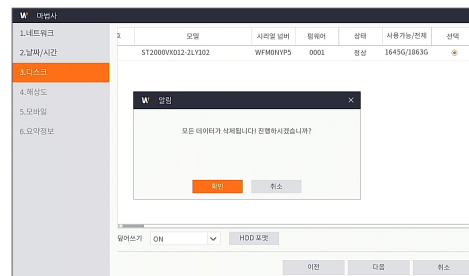 W 마법사
1.네트워크
2.날짜/시간
3.디스크
4.해상도
5.모바일
6.요약정보
모델 시리얼 넘버 펌웨어 상태 사용가능/전체 선택
ST2000VX012-2LY102 WFM0NYP5 0001 정상 1645G/1863G
W 알림
모든 데이터가 삭제됩니다! 진행하시겠습니까?
확인 취소
덮어쓰기 ON HDD 포맷
이전 다음 취소